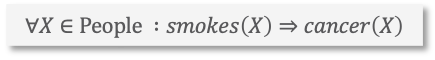 ∀X ∈ People : smokes(X) ⇒ cancer(X)